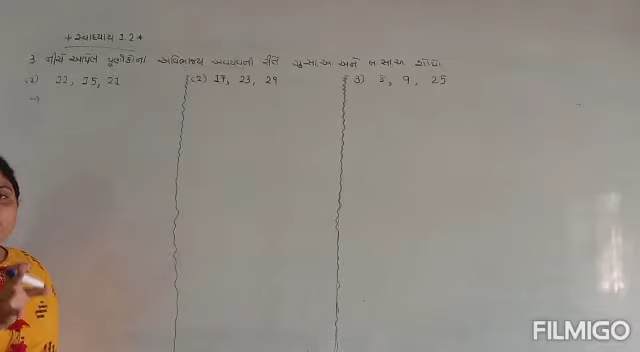 * સ્વાધ્યાય 1.2 *
3. નીચે આપેલ પૂર્ણાંકોના અવિભાજ્ય અવયવની રીતે ગુ.સા.અ અને લ.સા.અ શોધો.
(1) 12, 15, 21 (2) 17, 23, 29 3) 8, 9, 25
→
FILMIGO